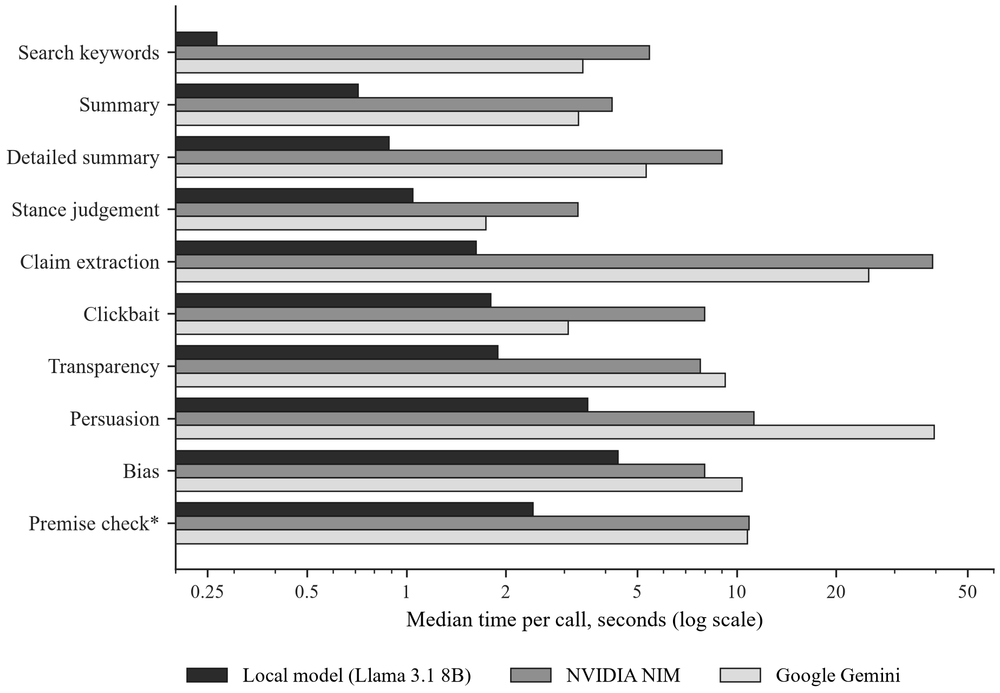 Search keywords
Summary
Detailed summary
Stance judgement
Claim extraction
Clickbait
Transparency
Persuasion
Bias
Premise check*
0.25 0.5 1 2 5 10 20 50
Median time per call, seconds (log scale)
Local model (Llama 3.1 8B) NVIDIA NIM Google Gemini